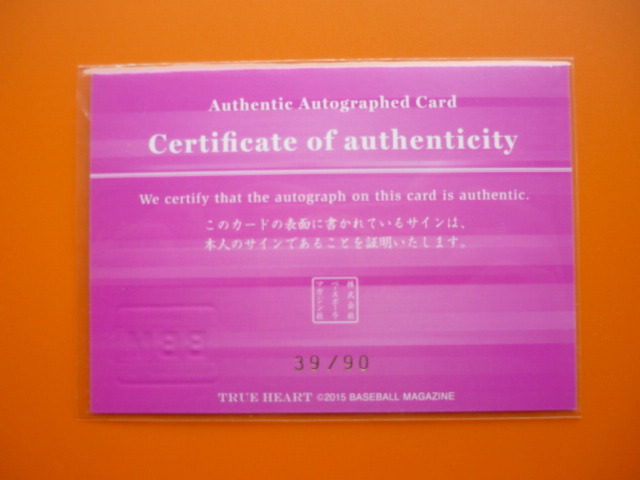 Authentic Autographed Card
Certificate of authenticity
We certify that the autograph on this card is authentic.
このカードの表面に書かれているサインは、
本人のサインであることを証明いたします。
株式会社
ベースボール
マガジン社
BBM
39/90
TRUE HEART ©2015 BASEBALL MAGAZINE